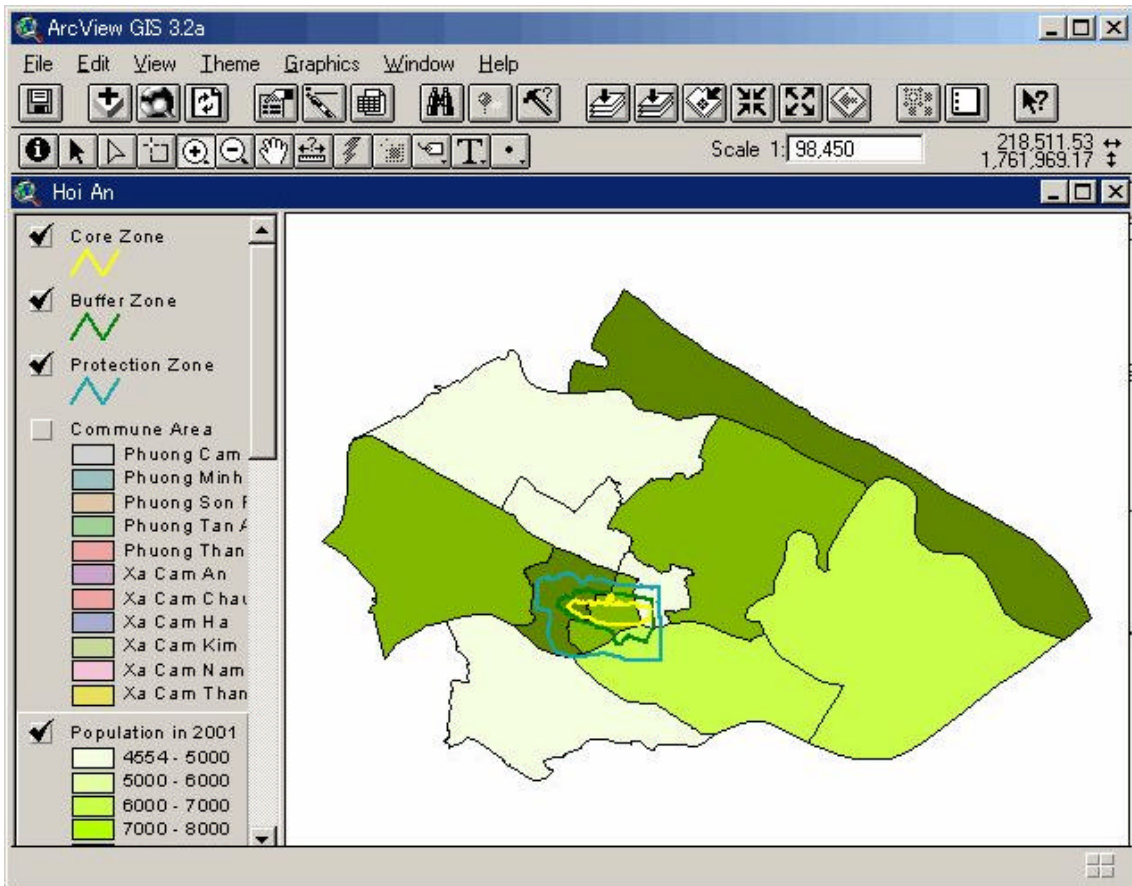 ArcView GIS 3.2a
File Edit View Theme Graphics Window Help
Scale 1: 98,450
218,511.53
1,761,969.17
Hoi An
Core Zone
Buffer Zone
Protection Zone
Commune Area
Phuong Cam
Phuong Minh
Phuong Son
Phuong Tan
Phuong Than
Xa Cam An
Xa Cam Chau
Xa Cam Ha
Xa Cam Kim
Xa Cam Nam
Xa Cam Than
Population in 2001
4554 - 5000
5000 - 6000
6000 - 7000
7000 - 8000